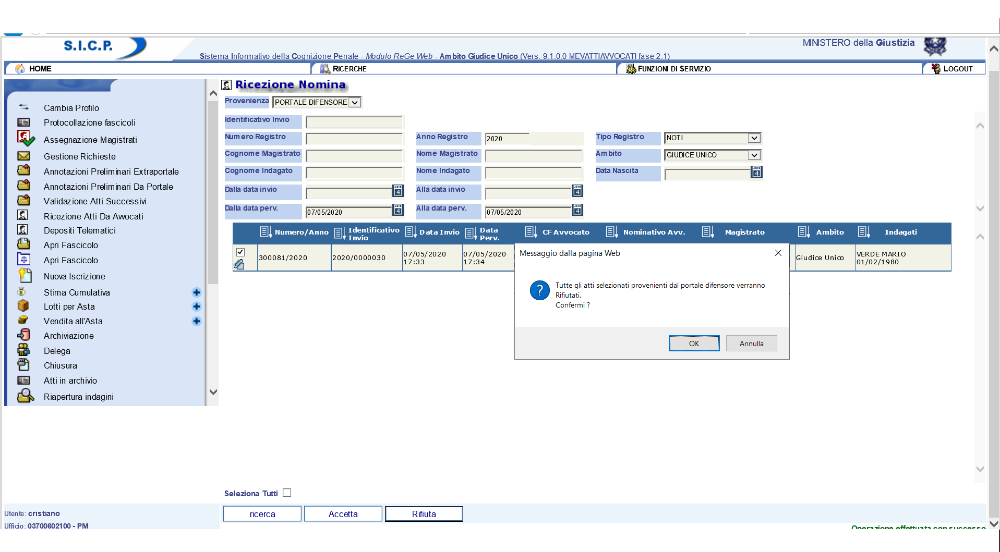 S.I.C.P.
MINISTERO della Giustizia
Sistema Informativo della Cognizione Penale - Modulo ReGe Web - Ambito Giudice Unico (Vers. 9.1.0.0 MEVATTIAVVOCATI fase 2.1)
HOME
RICERCHE
FUNZIONI DI SERVIZIO
LOGOUT
Cambia Profilo
Protocollazione fascicoli
Assegnazione Magistrati
Gestione Richieste
Annotazioni Preliminari Extraportale
Annotazioni Preliminari Da Portale
Validazione Atti Successivi
Ricezione Atti Da Avvocati
Depositi Telematici
Apri Fascicolo
Apri Fascicolo
Nuova Iscrizione
Stima Cumulativa
Lotti per Asta
Vendita all'Asta
Archiviazione
Delega
Chiusura
Atti in archivio
Riapertura indagini
Utente: cristiano
Ufficio: 03700602100 - PM
Ricezione Nomina
Provenienza PORTALE DIFENSORE
Identificativo Invio
Numero Registro Anno Registro 2020 Tipo Registro NOTI
Cognome Magistrato Nome Magistrato Ambito GIUDICE UNICO
Cognome Indagato Nome Indagato Data Nascita
Dalla data invio Alla data invio
Dalla data perv. 07/05/2020 Alla data perv. 07/05/2020
Numero/Anno Identificativo Invio Data Invio Data Perv. CF Avvocato Nominativo Avv. Magistrato Ambito Indagati
300081/2020 2020/0000030 07/05/2020 17:33 07/05/2020 17:34 Giudice Unico VERDE MARIO 01/02/1980
Messaggio dalla pagina Web
Tutte gli atti selezionati provenienti dal portale difensore verranno
Rifiutati.
Confermi ?
OK Annulla
Seleziona Tutti
ricerca Accetta Rifiuta
Operazione effettuata con successo